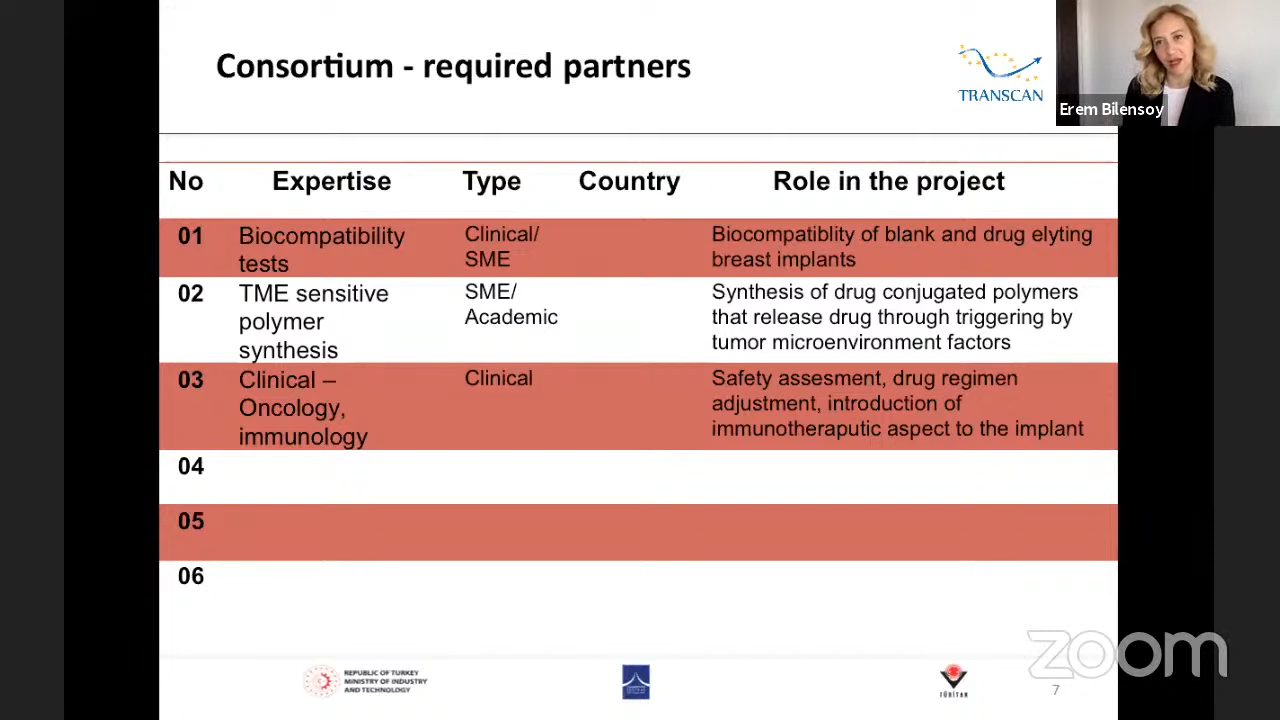 Consortium - required partners
TRANSCAN
Erem Bilensoy
No Expertise Type Country Role in the project
01 Biocompatibility tests Clinical/ SME Biocompatiblity of blank and drug elyting breast implants
02 TME sensitive polymer synthesis SME/ Academic Synthesis of drug conjugated polymers that release drug through triggering by tumor microenvironment factors
03 Clinical – Oncology, immunology Clinical Safety assesment, drug regimen adjustment, introduction of immunotheraputic aspect to the implant
04
05
06
REPUBLIC OF TURKEY
MINISTRY OF INDUSTRY
AND TECHNOLOGY
TÜBİTAK
7
zoom